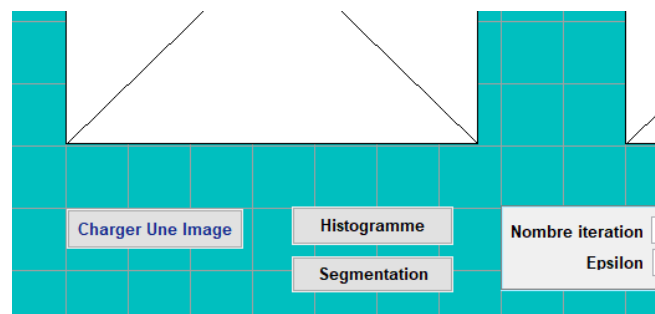 Charger Une Image
Histogramme
Segmentation
Nombre iteration
Epsilon